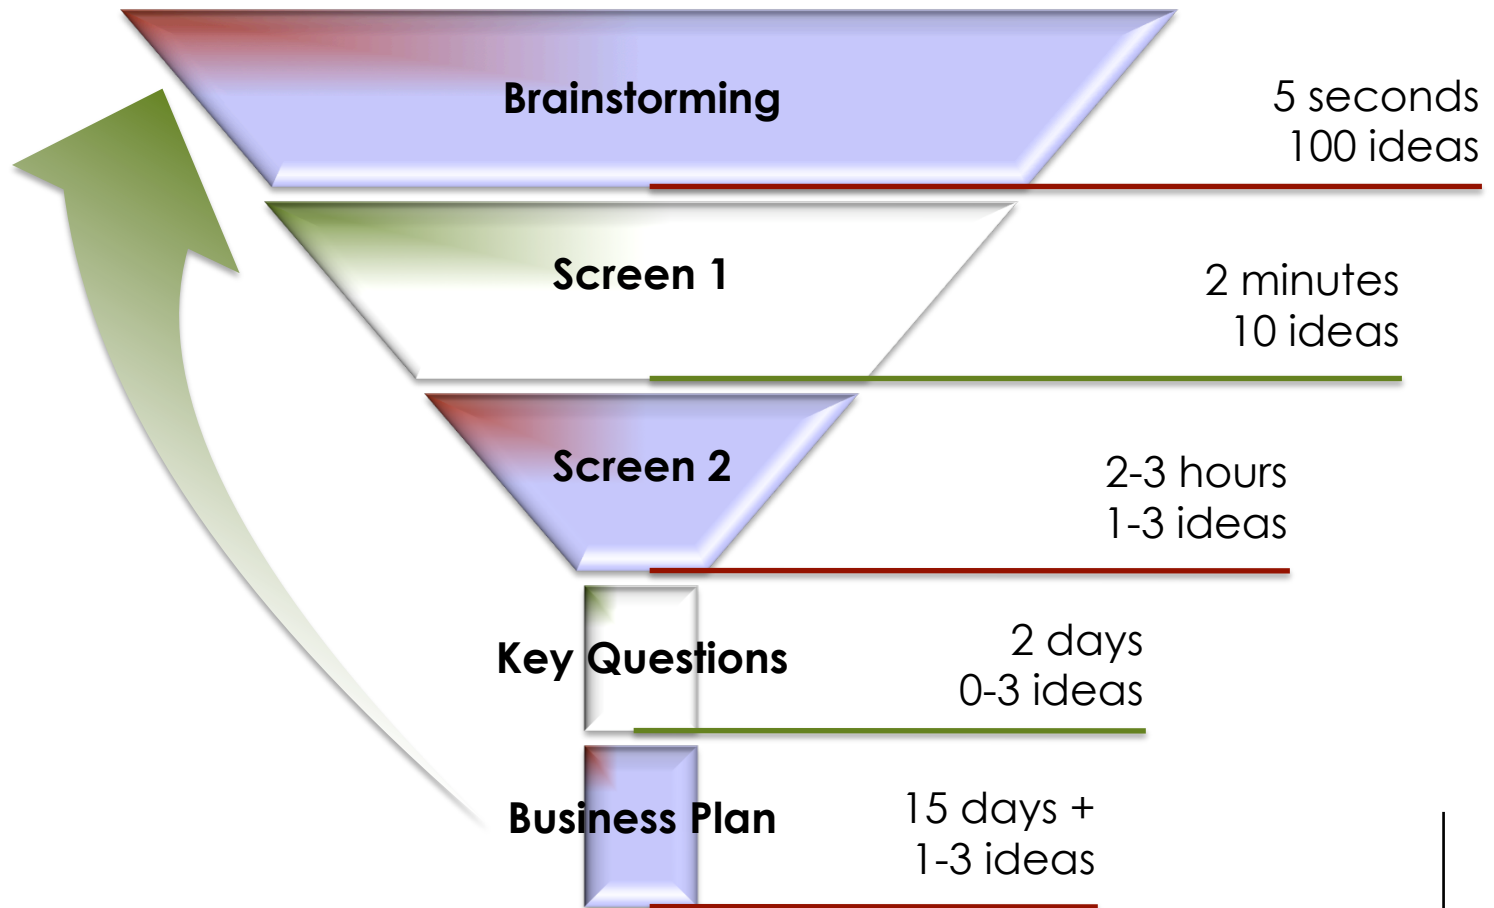 Brainstorming
5 seconds
100 ideas
Screen 1
2 minutes
10 ideas
Screen 2
2-3 hours
1-3 ideas
Key Questions
2 days
0-3 ideas
Business Plan
15 days +
1-3 ideas